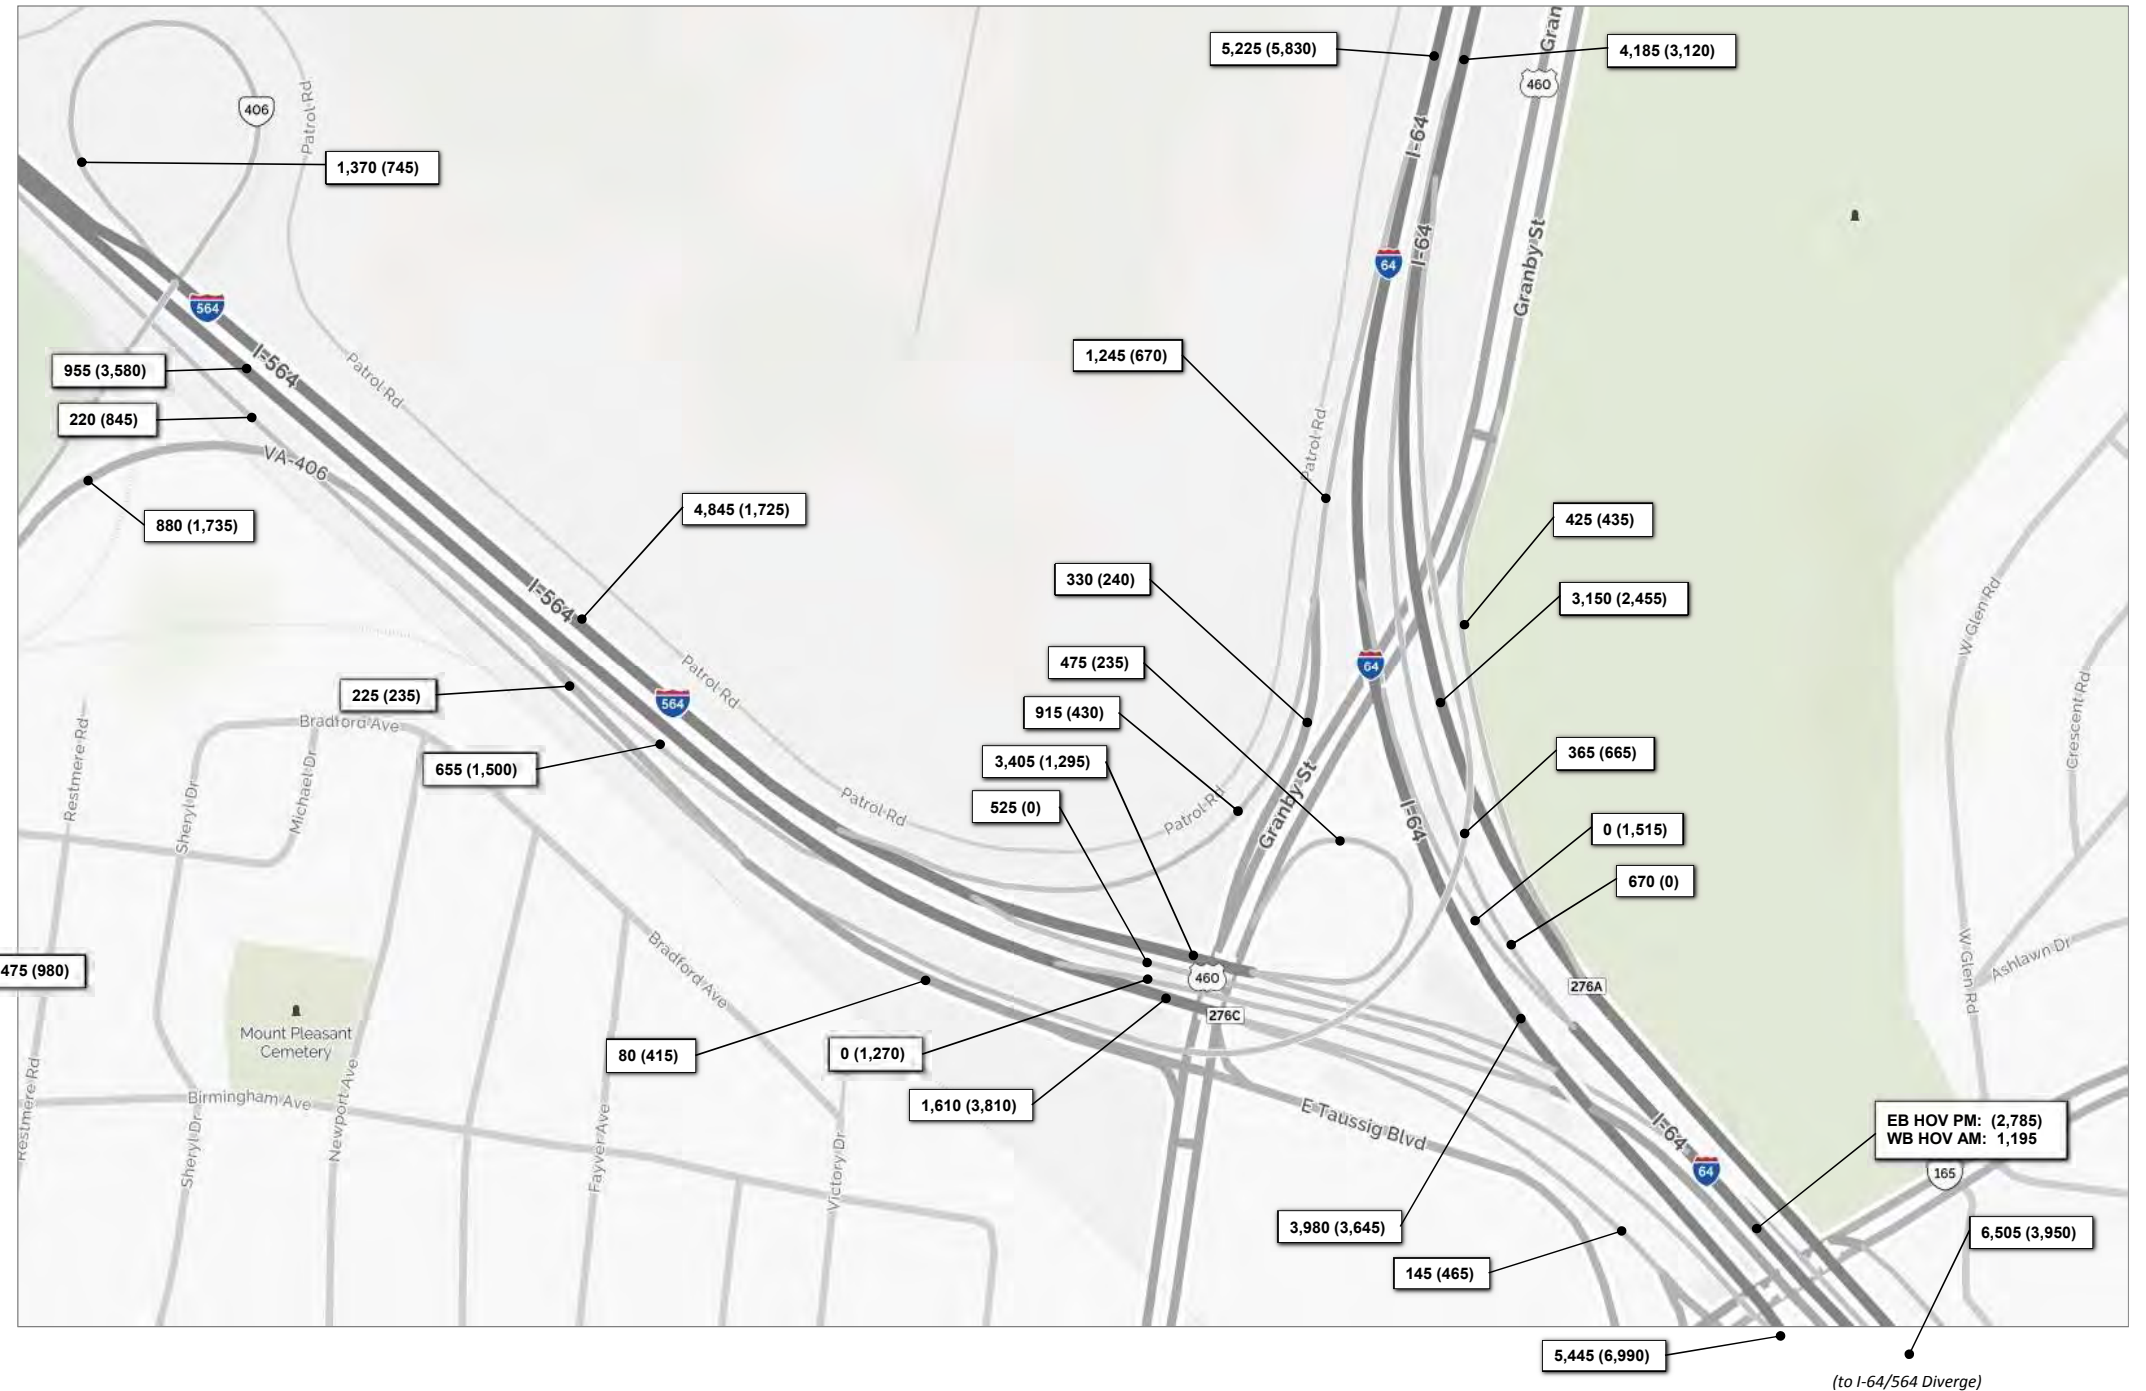 Gran
5,225 (5,830)
4,185 (3,120)
460
406
Patrol Rd
I-64
1,370 (745)
I-64
Granby St
64
564
I-564
955 (3,580)
1,245 (670)
Patrol Rd
220 (845)
VA-406
Patrol Rd
880 (1,735)
4,845 (1,725)
425 (435)
I-564
330 (240)
3,150 (2,455)
W Glen Rd
475 (235)
64
Patrol Rd
225 (235)
564
915 (430)
Crescent Rd
Bradford Ave
Restmere Rd
Michael Dr
Sheryl Dr
655 (1,500)
3,405 (1,295)
365 (665)
525 (0)
Patrol Rd
Patrol Rd
Granby St
I-64
0 (1,515)
670 (0)
Bradford Ave
475 (980)
W Glen Rd
Ashlawn Dr
460
276A
276C
Mount Pleasant
Cemetery
80 (415)
0 (1,270)
Restmere Rd
Birmingham Ave
Sheryl Dr
Newport Ave
Fayver Ave
Victory Dr
1,610 (3,810)
E Taussig Blvd
I-64
64
EB HOV PM: (2,785)
WB HOV AM: 1,195
165
3,980 (3,645)
6,505 (3,950)
145 (465)
5,445 (6,990)
(to I-64/564 Diverge)